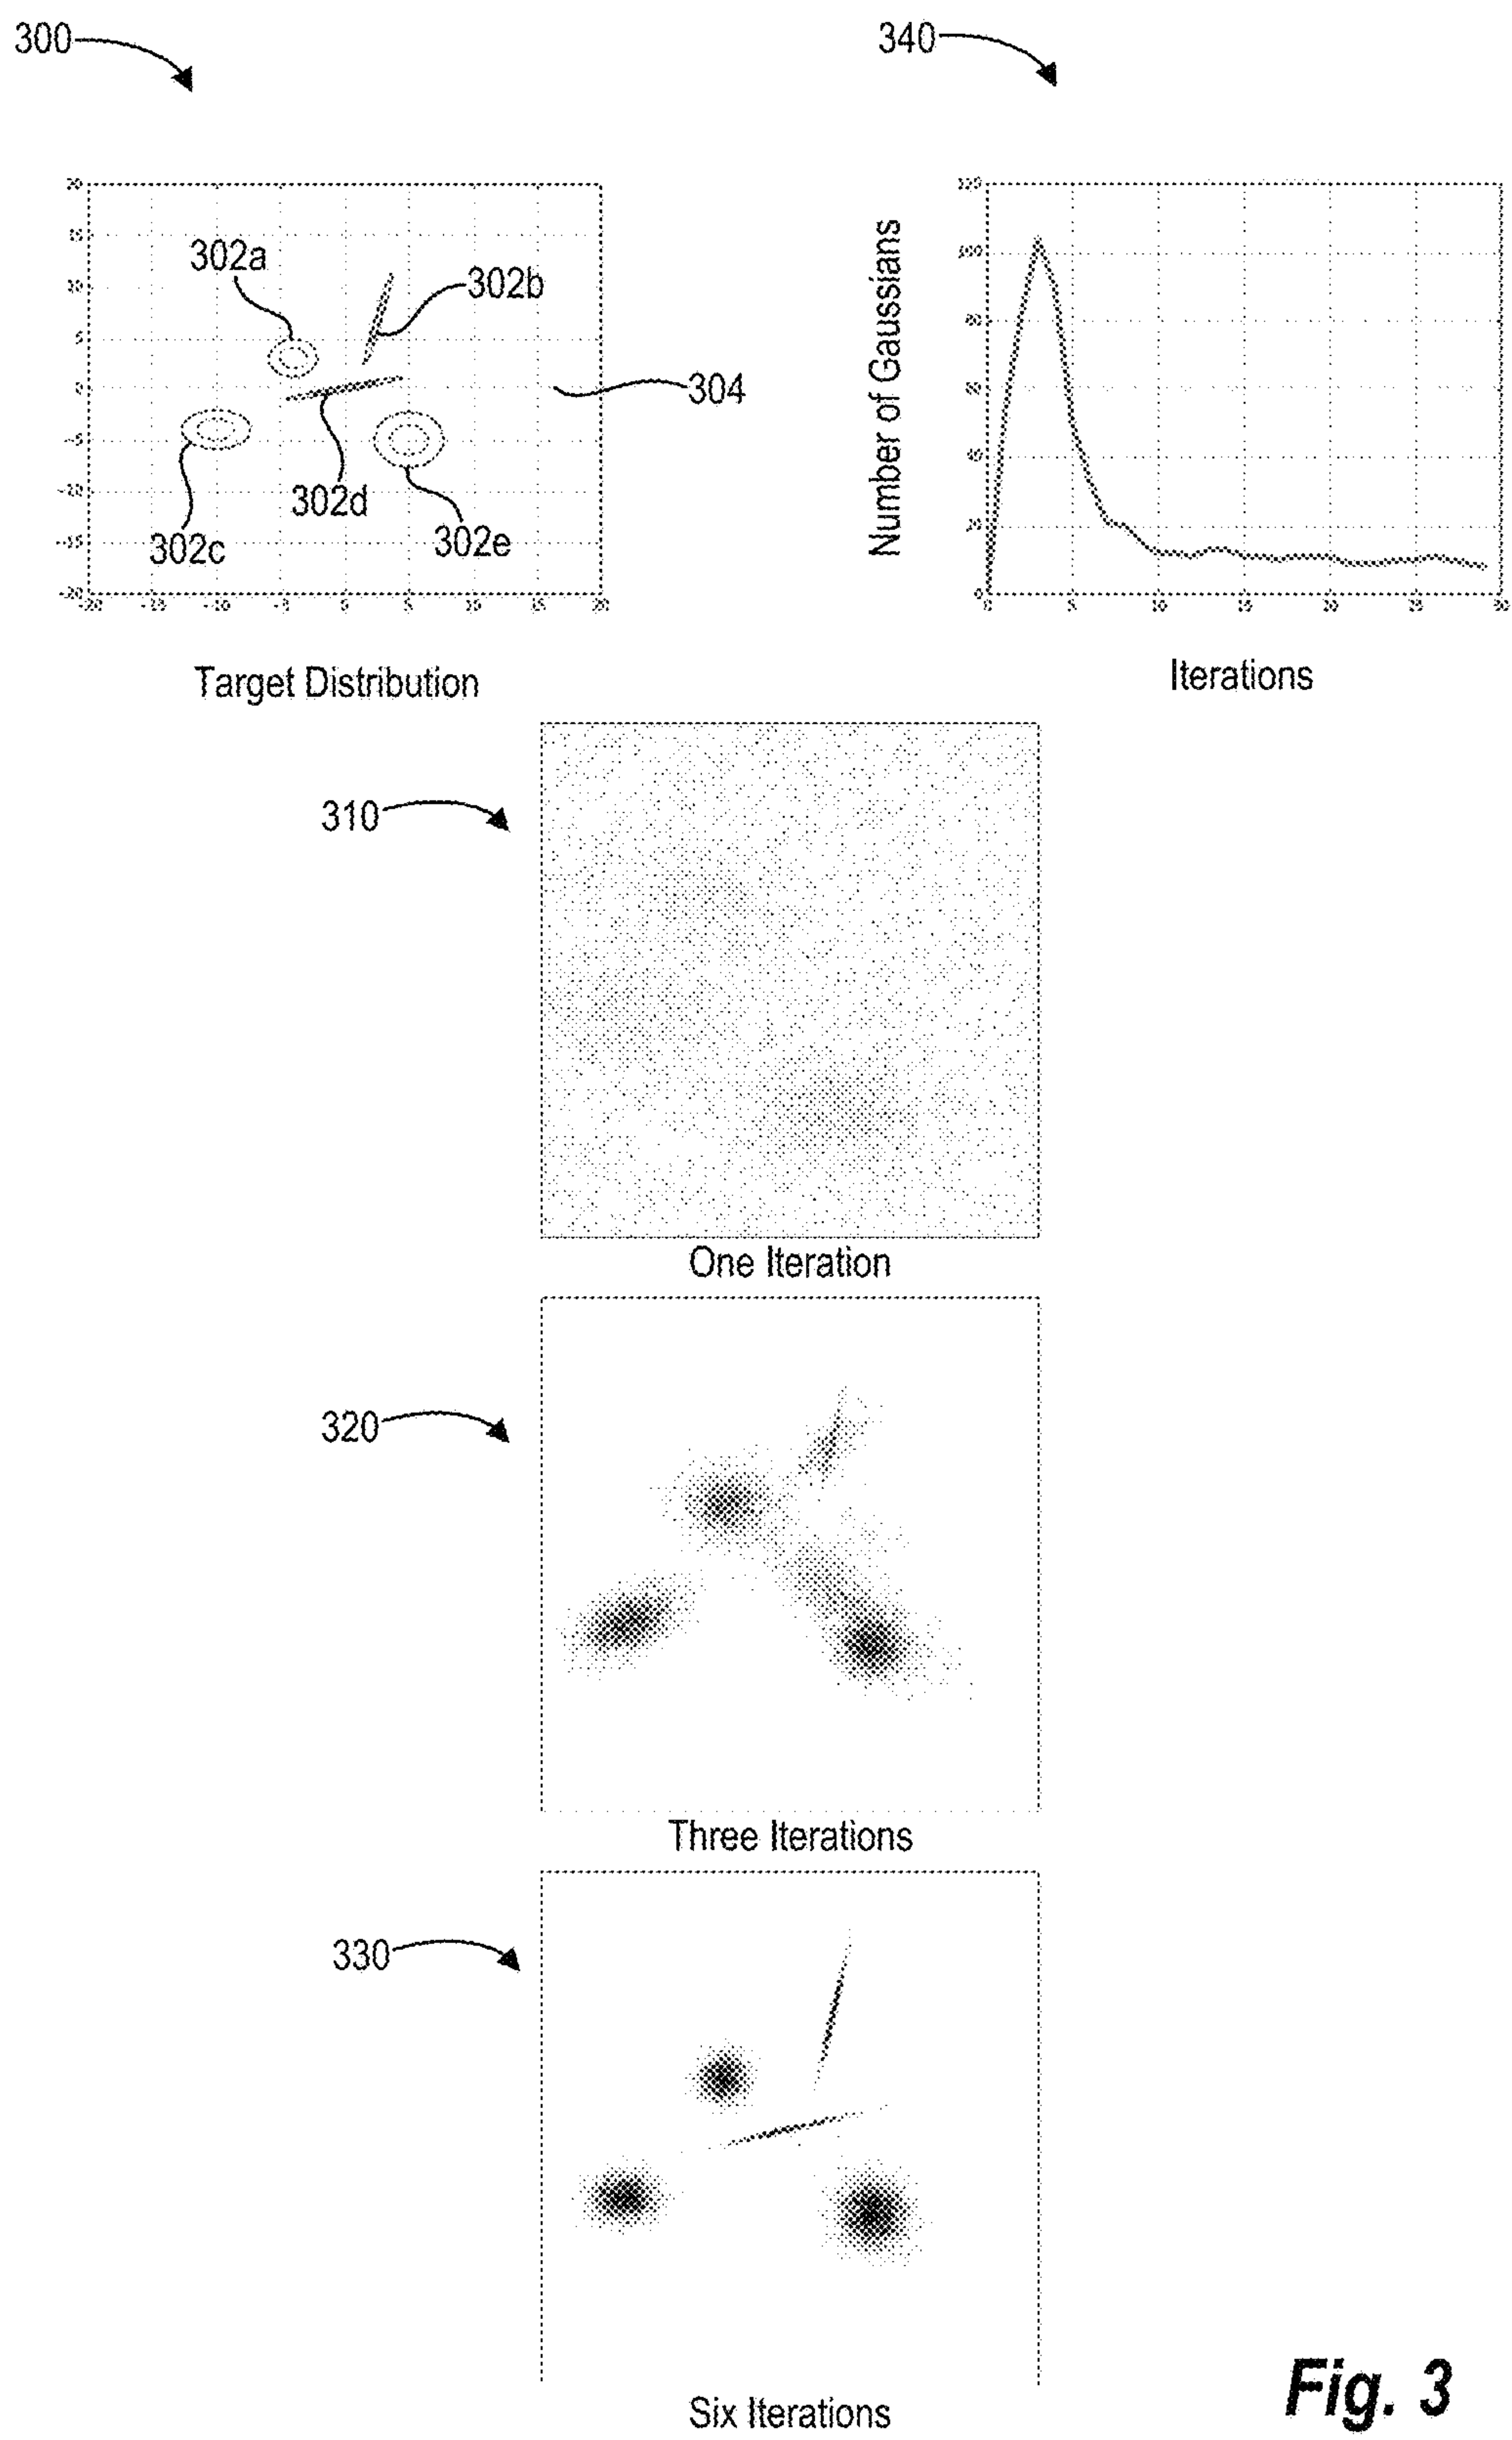 300
340
302a
302b
304
302c
302d
302e
Number of Gaussians
Target Distribution
Iterations
310
One Iteration
320
Three Iterations
330
Six Iterations
Fig. 3